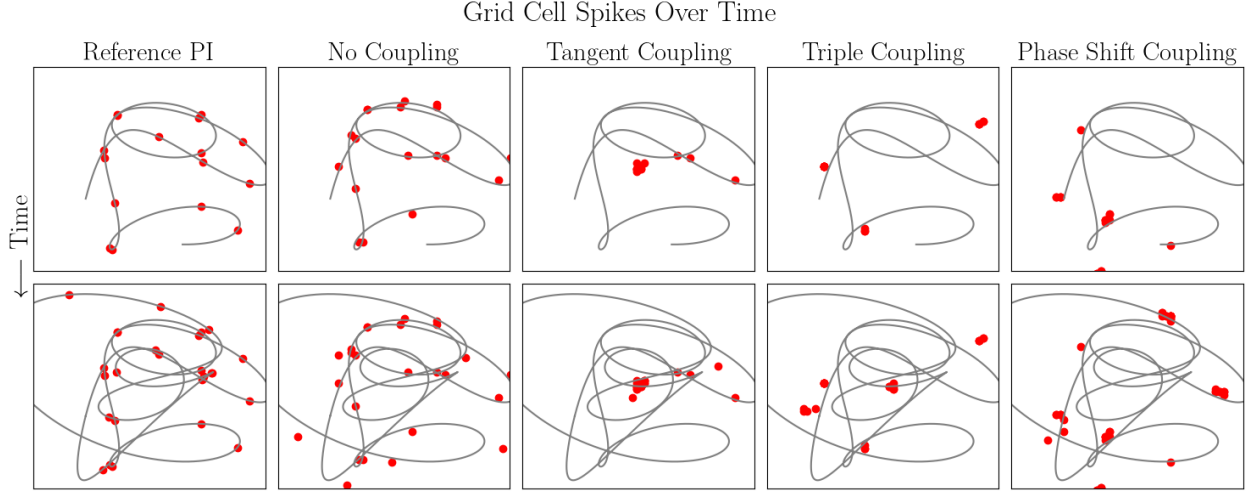 Grid Cell Spikes Over Time
Reference PI
No Coupling
Tangent Coupling
Triple Coupling
Phase Shift Coupling
Time